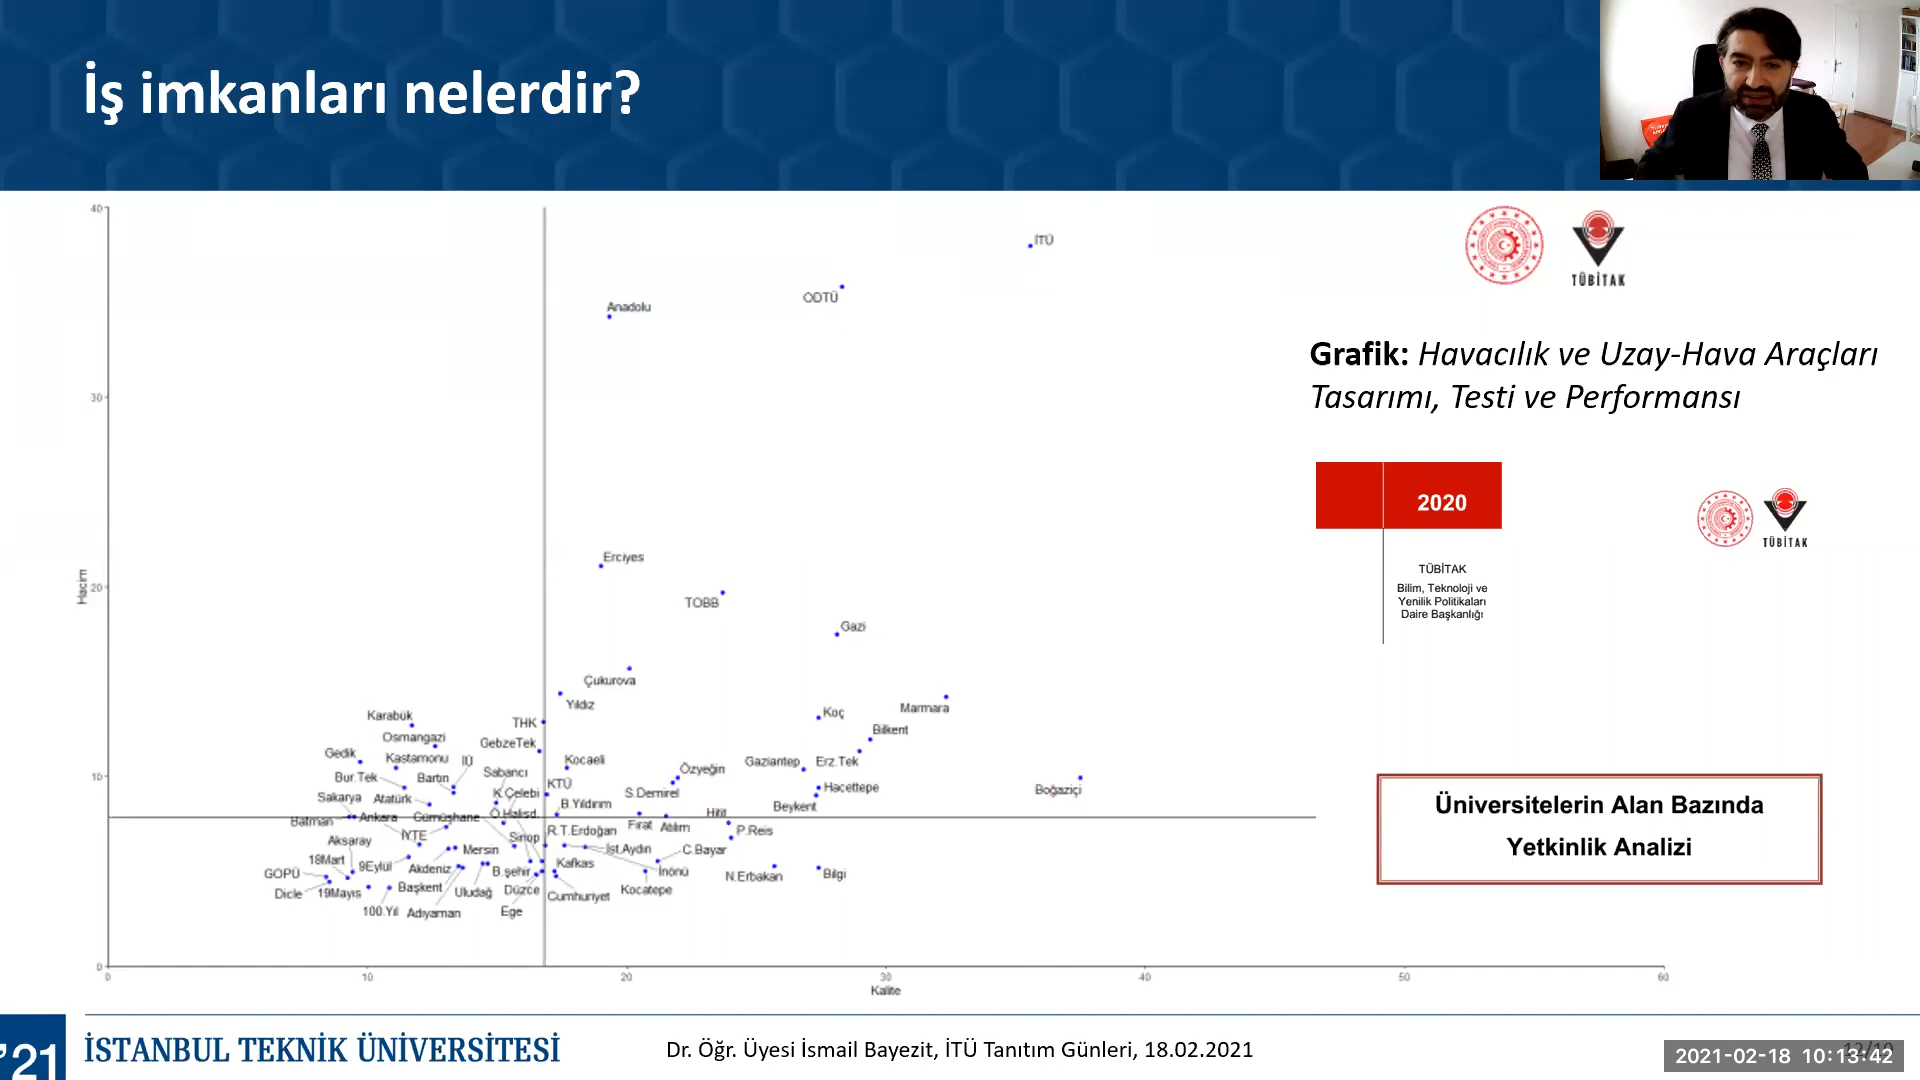 İş imkanları nelerdir?
40
30
20
10
0
Hacim
0
10
20
30
40
50
60
Kalite
İTÜ
ODTÜ
Anadolu
Erciyes
TOBB
Gazi
Çukurova
Yıldız
Marmara
Koç
Bilkent
Karabük
THK
Osmangazi
GebzeTek
Gedik
Kastamonu
İÜ
Kocaeli
Gaziantep
Erz.Tek
Sabancı
Özyeğin
Bur.Tek
Bartın
KTÜ
Hacettepe
Boğaziçi
Sakarya
Atatürk
K.Çelebi
S.Demirel
B.Yıldırım
Beykent
Batman
Ankara
Gümüşhane
Ö.Halisd.
Hitit
Fırat
Atılım
P.Reis
İYTE
Sinop
R.T.Erdoğan
Aksaray
Mersin
İst.Aydın
C.Bayar
18Mart
9Eylül
Akdeniz
B.şehir
Kafkas
İnönü
GOPÜ
N.Erbakan
Bilgi
Dicle
19Mayıs
Başkent
Uludağ
Düzce
Cumhuriyet
Kocatepe
100.Yıl
Adıyaman
Ege
TÜBİTAK
Grafik: Havacılık ve Uzay-Hava Araçları
Tasarımı, Testi ve Performansı
2020
TÜBİTAK
TÜBİTAK
Bilim, Teknoloji ve
Yenilik Politikaları
Daire Başkanlığı
Üniversitelerin Alan Bazında
Yetkinlik Analizi
'21
İSTANBUL TEKNİK ÜNİVERSİTESİ
Dr. Öğr. Üyesi İsmail Bayezit, İTÜ Tanıtım Günleri, 18.02.2021
2021-02-18 10:13:42